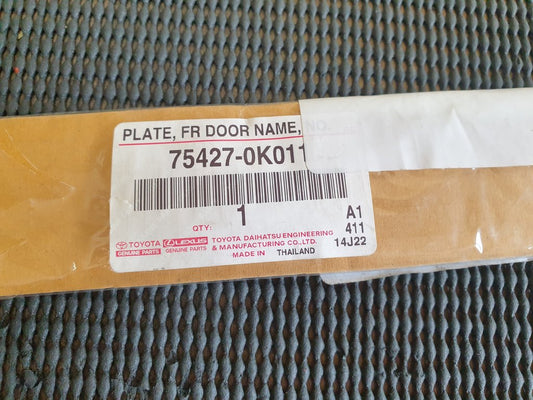 PLATE, FR DOOR NAME, NO.
75427-0K011
1
QTY:
A1
411
14J22
TOYOTA
GENUINE PARTS
LEXUS
GENUINE PARTS
TOYOTA DAIHATSU ENGINEERING
& MANUFACTURING CO.,LTD.
MADE IN THAILAND